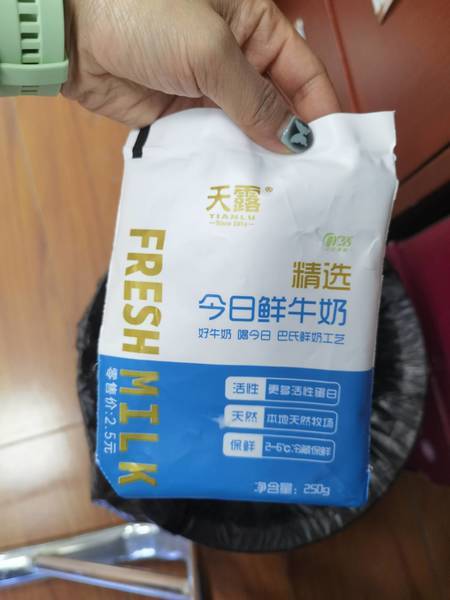 天露®
TIANLU
Since 2014
精选
今日鲜牛奶
好牛奶 喝今日 巴氏鲜奶工艺
活性 更多活性蛋白
天然 本地天然牧场
保鲜 2-6℃冷藏保鲜
净含量：250g
FRESH MILK
零售价:2.5元